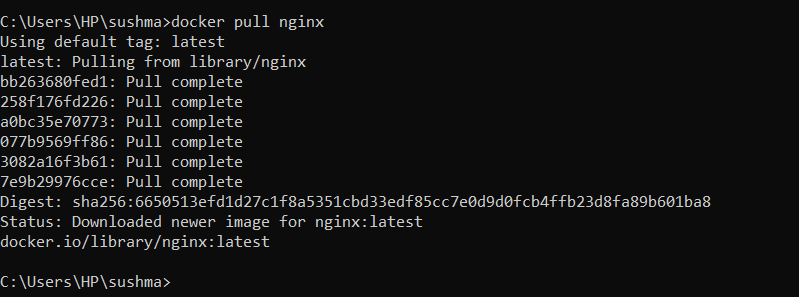 C:\Users\HP\sushma>docker pull nginx
Using default tag: latest
latest: Pulling from library/nginx
bb263680fed1: Pull complete
258f176fd226: Pull complete
a0bc35e70773: Pull complete
077b9569ff86: Pull complete
3082a16f3b61: Pull complete
7e9b29976cce: Pull complete
Digest: sha256:6650513efd1d27c1f8a5351cbd33edf85cc7e0d9d0fcb4ffb23d8fa89b601ba8
Status: Downloaded newer image for nginx:latest
docker.io/library/nginx:latest
C:\Users\HP\sushma>